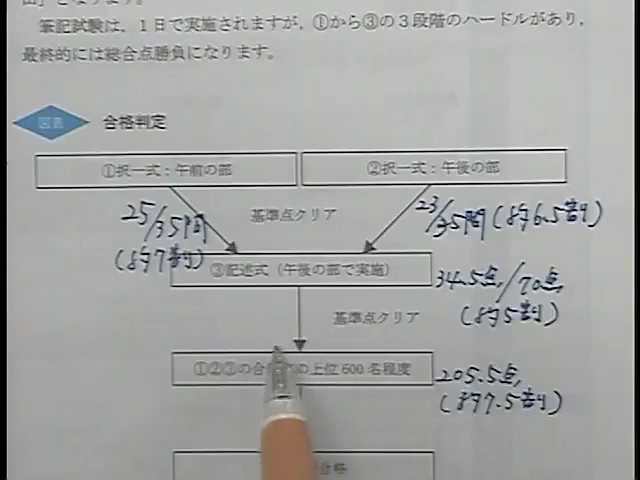 筆記試験は，１日で実施されますが，①から③の３段階のハードルがあり，
最終的には総合点勝負になります。
図表
合格判定
①択一式：午前の部
②択一式：午後の部
25/35問
(約7割)
基準点クリア
23/35問(約6.5割)
③記述式（午後の部で実施）
34.5点/70点
(約5割)
基準点クリア
①②③の合
の上位600名程度
205.5点
(約7.5割)
合格